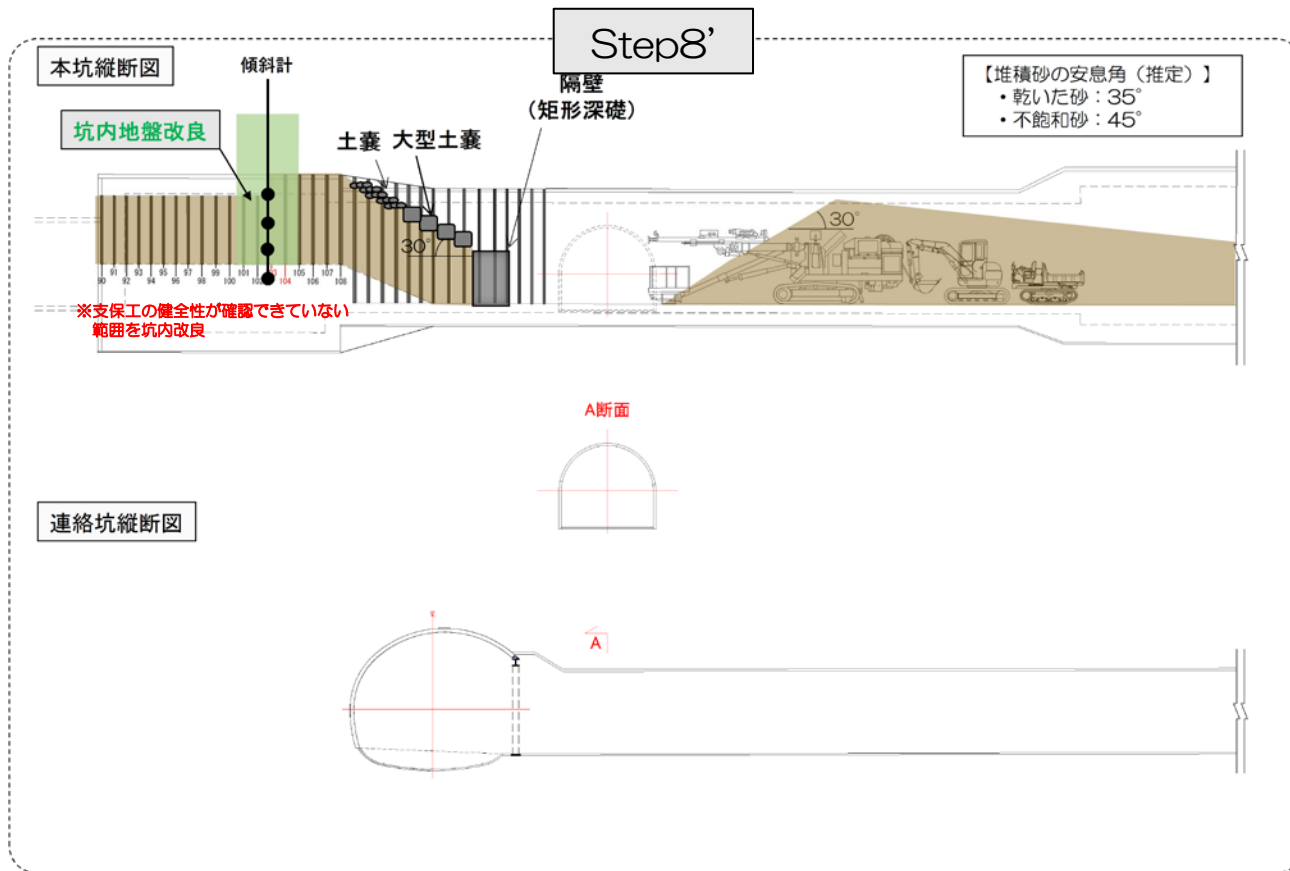 Step8’
本坑縦断図
傾斜計
隔壁
(矩形深礎)
【堆積砂の安息角(推定)】
・乾いた砂:35°
・不飽和砂:45°
坑内地盤改良
土嚢
大型土嚢
30°
30°
90
91
92
93
94
95
96
97
98
99
100
101
104
105
106
107
108
※支保工の健全性が確認できていない
範囲を坑内改良
A断面
連絡坑縦断図
A